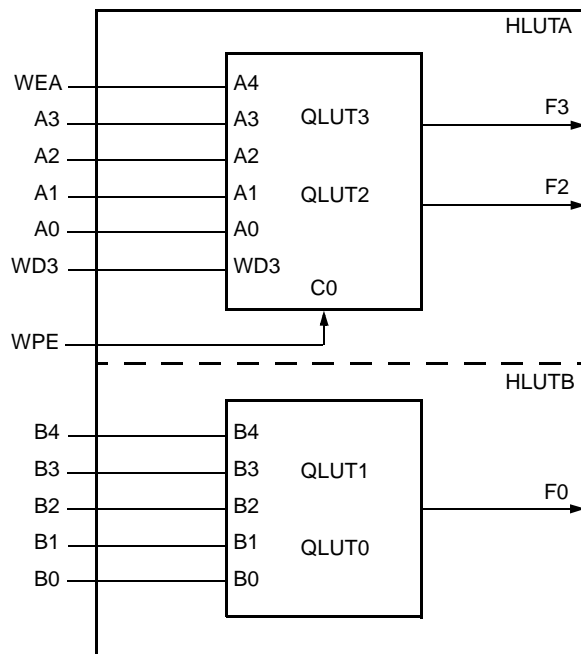 HLUTA
WEA A4
A3 A3 QLUT3 F3
A2 A2
A1 A1 QLUT2 F2
A0 A0
WD3 WD3
C0
WPE
HLUTB
B4 B4
B3 B3 QLUT1
B2 B2 F0
B1 B1 QLUT0
B0 B0